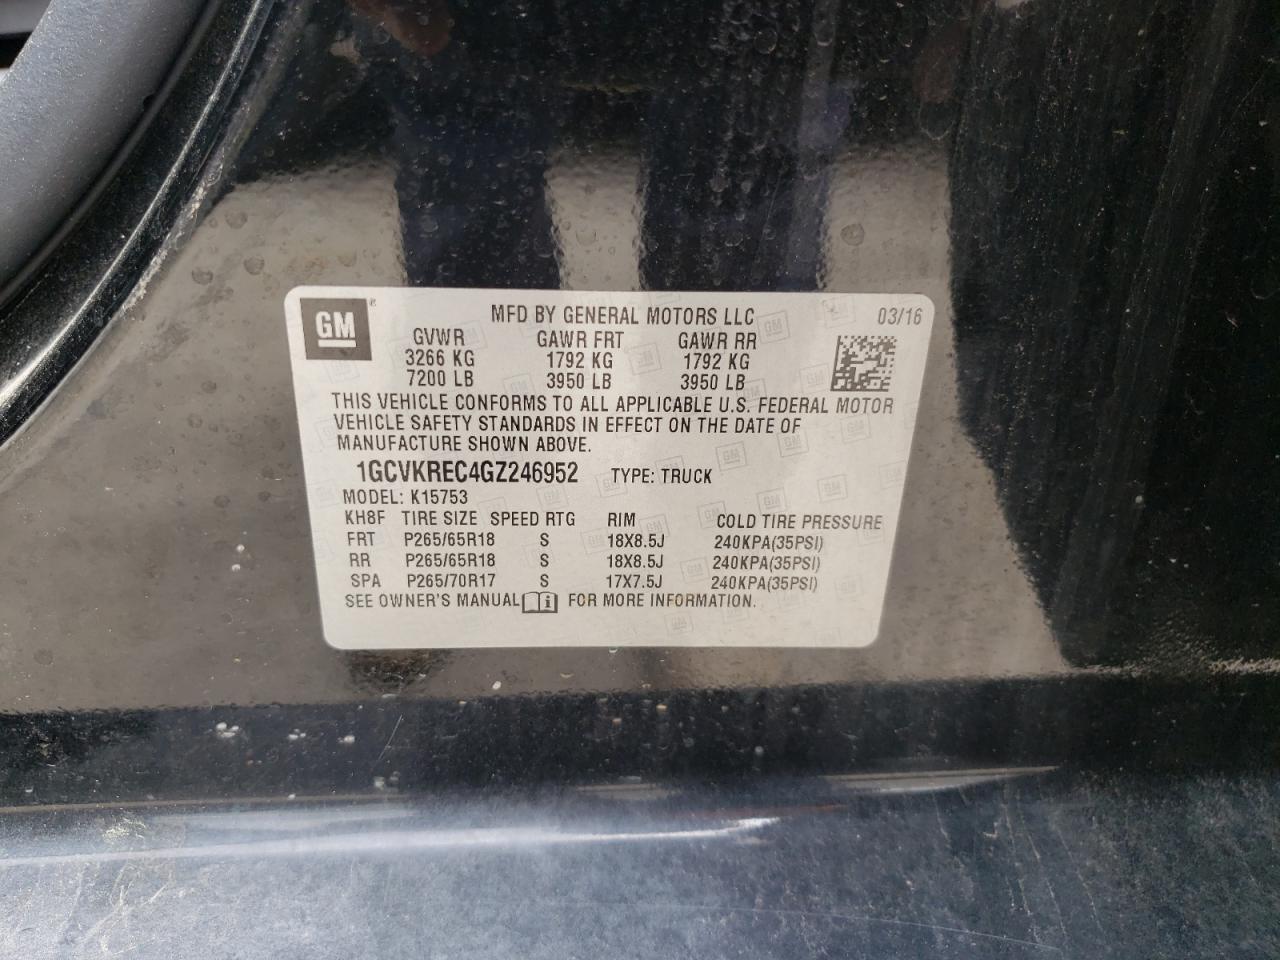 GM MFD BY GENERAL MOTORS LLC 03/16
GVWR GAWR FRT GAWR RR
3266 KG 1792 KG 1792 KG
7200 LB 3950 LB 3950 LB
THIS VEHICLE CONFORMS TO ALL APPLICABLE U.S. FEDERAL MOTOR
VEHICLE SAFETY STANDARDS IN EFFECT ON THE DATE OF
MANUFACTURE SHOWN ABOVE.
1GCVKREC4GZ246952 TYPE: TRUCK
MODEL: K15753
KH8F TIRE SIZE SPEED RTG RIM COLD TIRE PRESSURE
FRT P265/65R18 S 18X8.5J 240KPA(35PSI)
RR P265/65R18 S 18X8.5J 240KPA(35PSI)
SPA P265/70R17 S 17X7.5J 240KPA(35PSI)
SEE OWNER'S MANUAL FOR MORE INFORMATION.